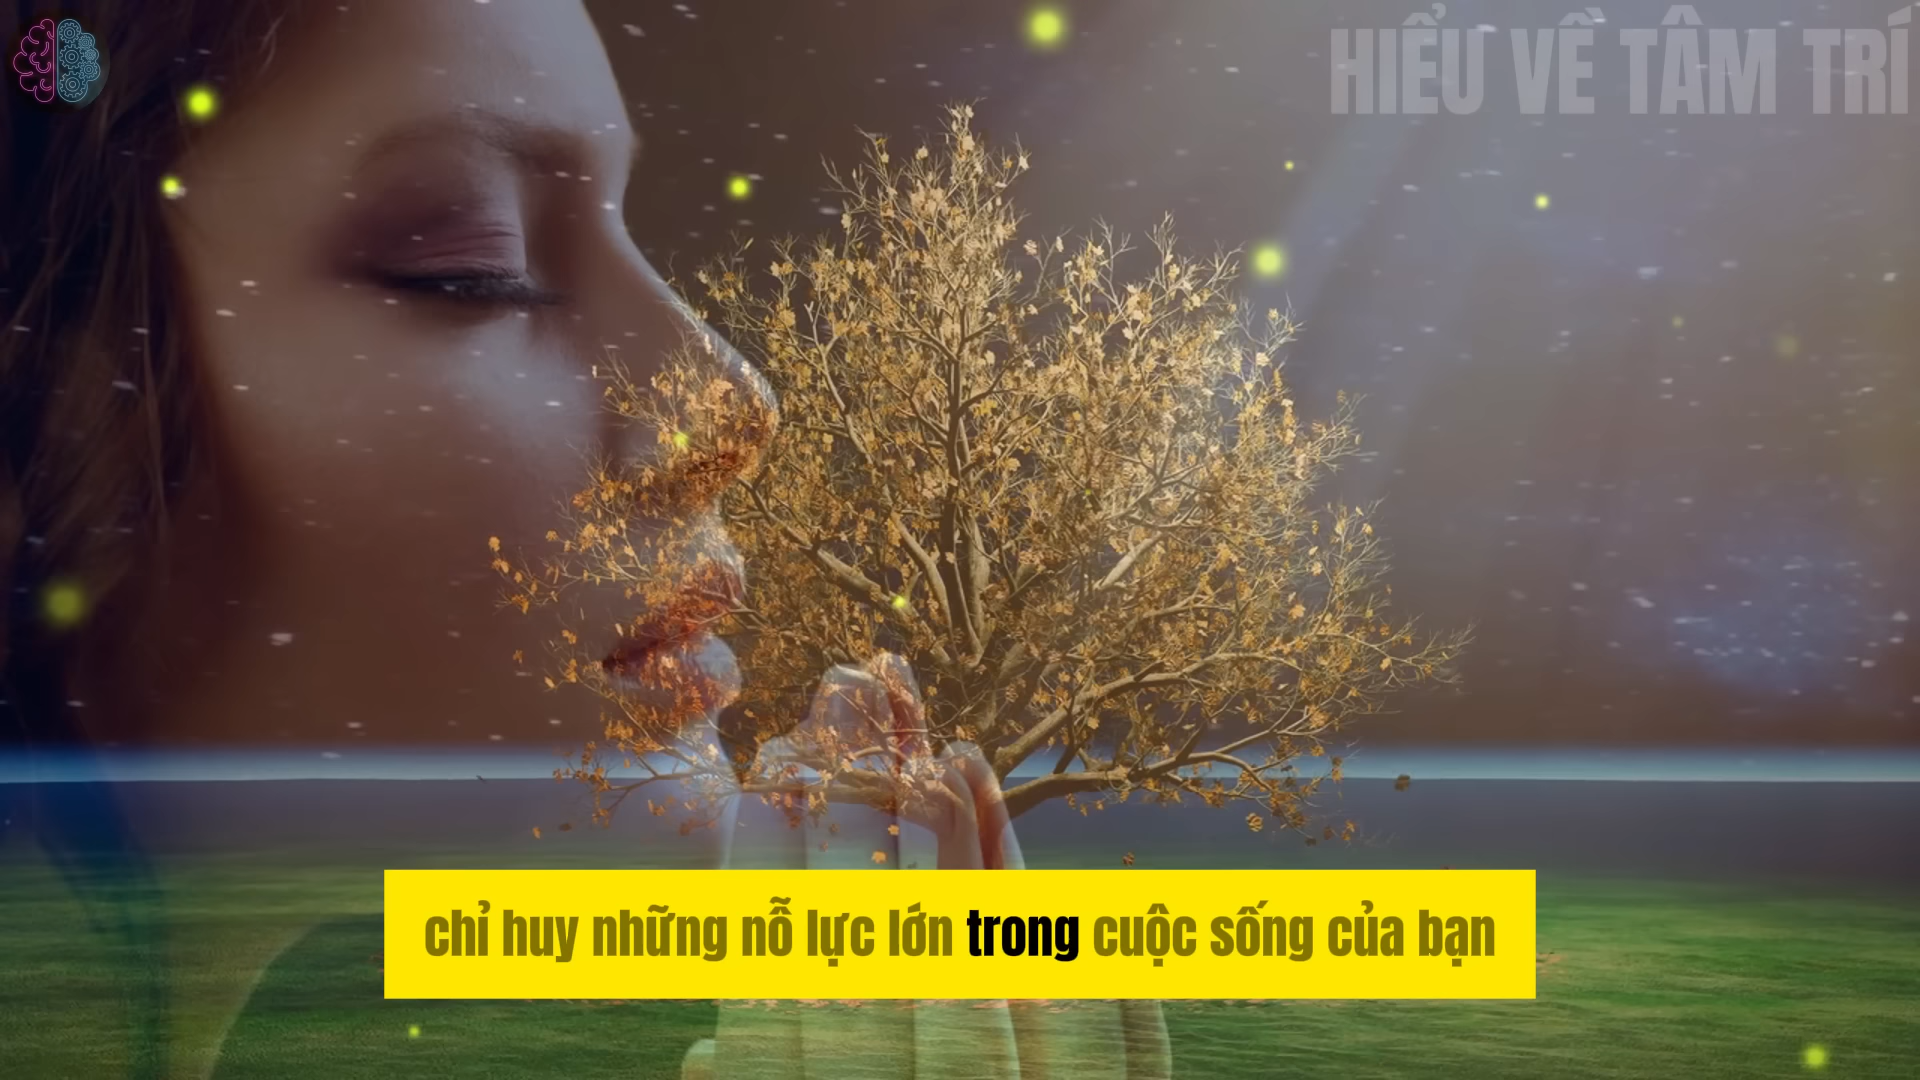 HIỂU VỀ TÂM TRÍ
chỉ huy những nỗ lực lớn trong cuộc sống của bạn